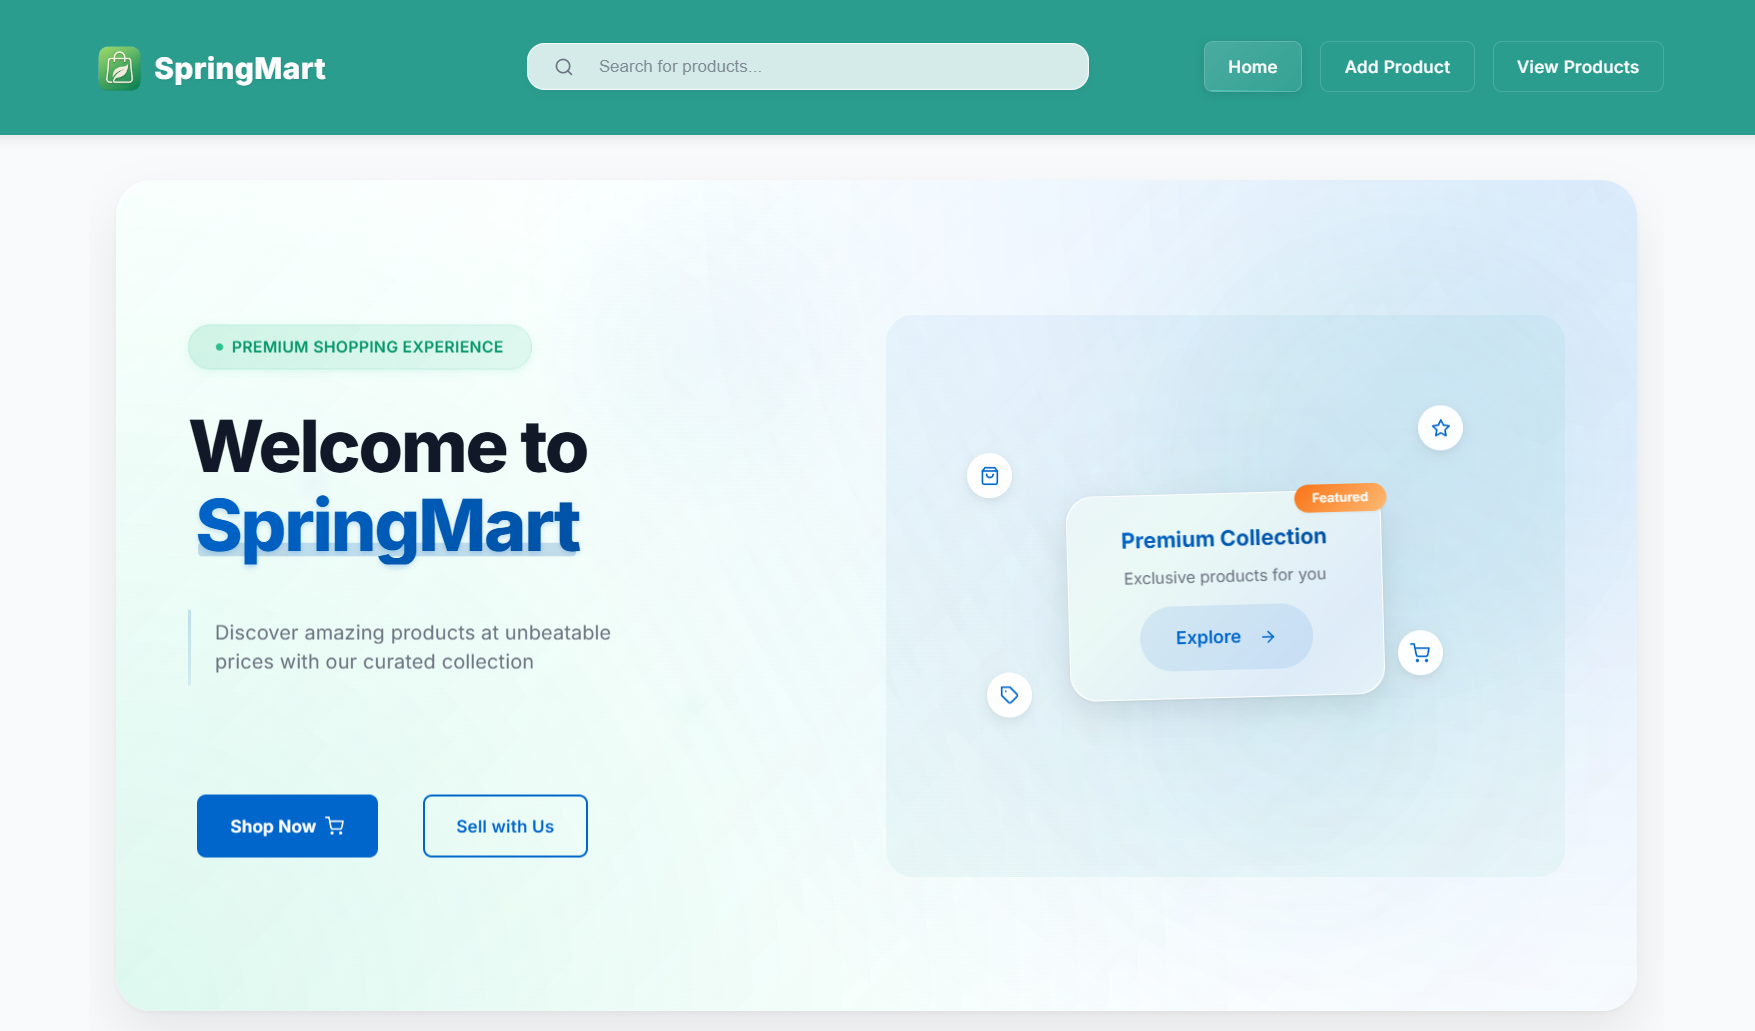 SpringMart
Search for products...
Home
Add Product
View Products
PREMIUM SHOPPING EXPERIENCE
Welcome to
SpringMart
Discover amazing products at unbeatable
prices with our curated collection
Shop Now
Sell with Us
Featured
Premium Collection
Exclusive products for you
Explore